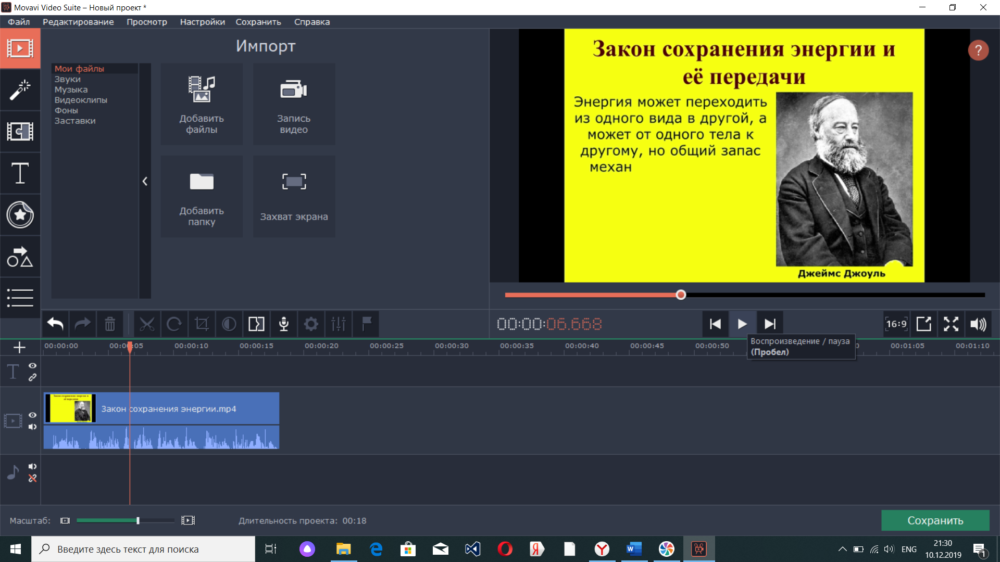 Movavi Video Suite – Новый проект *
Файл Редактирование Просмотр Настройки Сохранить Справка
Импорт
Мои файлы
Звуки
Музыка
Видеоклипы
Фоны
Заставки
Добавить
файлы
Запись
видео
Добавить
папку
Захват экрана
Закон сохранения энергии и
её передачи
Энергия может переходить
из одного вида в другой, а
может от одного тела к
другому, но общий запас
механ
Джеймс Джоуль
?
00:00:06.668
16:9
Воспроизведение / пауза
(Пробел)
00:00:00 00:00:05 00:00:10 00:00:15 00:00:20 00:00:25 00:00:30 00:00:35 00:00:40 00:00:45 00:00:50 00:01:05 00:01:10
Закон сохранения энергии и
её передачи
Закон сохранения энергии.mp4
Масштаб:
Длительность проекта: 00:18
Сохранить
Введите здесь текст для поиска
ENG
21:30
10.12.2019
1